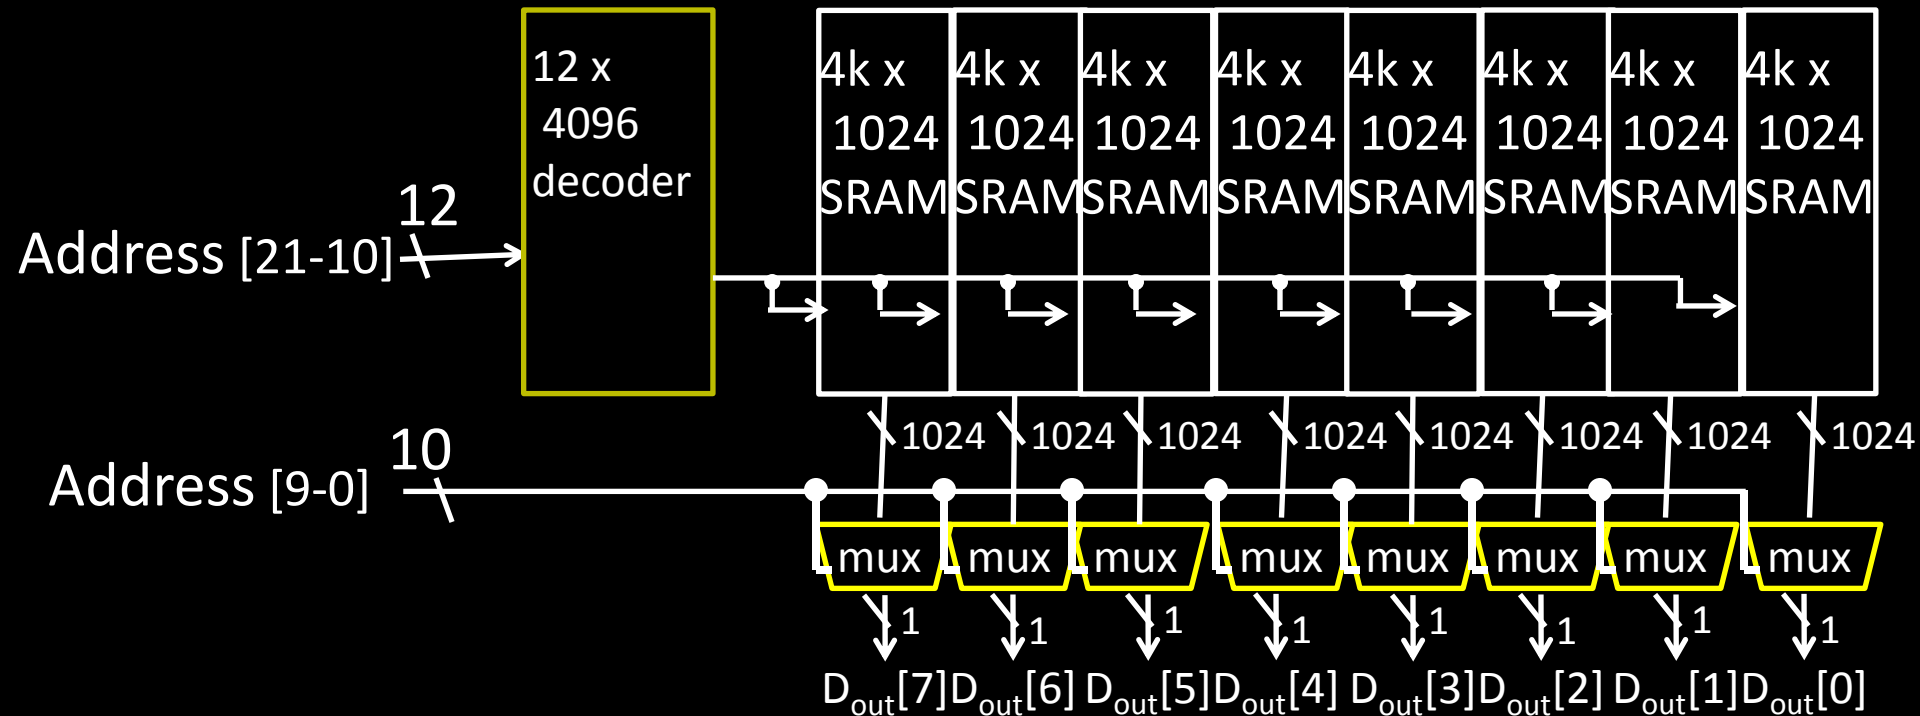 12 x
4096
decoder
4k x
1024
SRAM
4k x
1024
SRAM
4k x
1024
SRAM
4k x
1024
SRAM
4k x
1024
SRAM
4k x
1024
SRAM
4k x
1024
SRAM
4k x
1024
SRAM
12
Address [21-10]
10
Address [9-0]
1024 1024 1024 1024 1024 1024 1024 1024
mux mux mux mux mux mux mux mux
1 1 1 1 1 1 1 1
Dout[7] Dout[6] Dout[5] Dout[4] Dout[3] Dout[2] Dout[1] Dout[0]